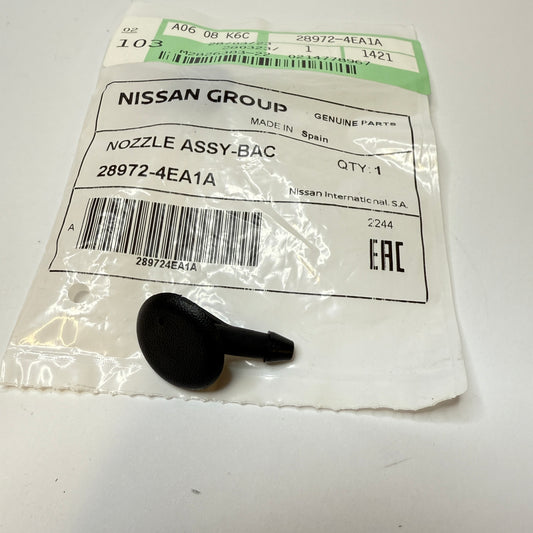 02
A06 08 K6C
28972-4EA1A
103
1
1421
NISSAN GROUP
GENUINE PARTS
MADE IN Spain
NOZZLE ASSY-BAC
QTY: 1
28972-4EA1A
Nissan International. S.A.
2244
A
EAC
289724EA1A